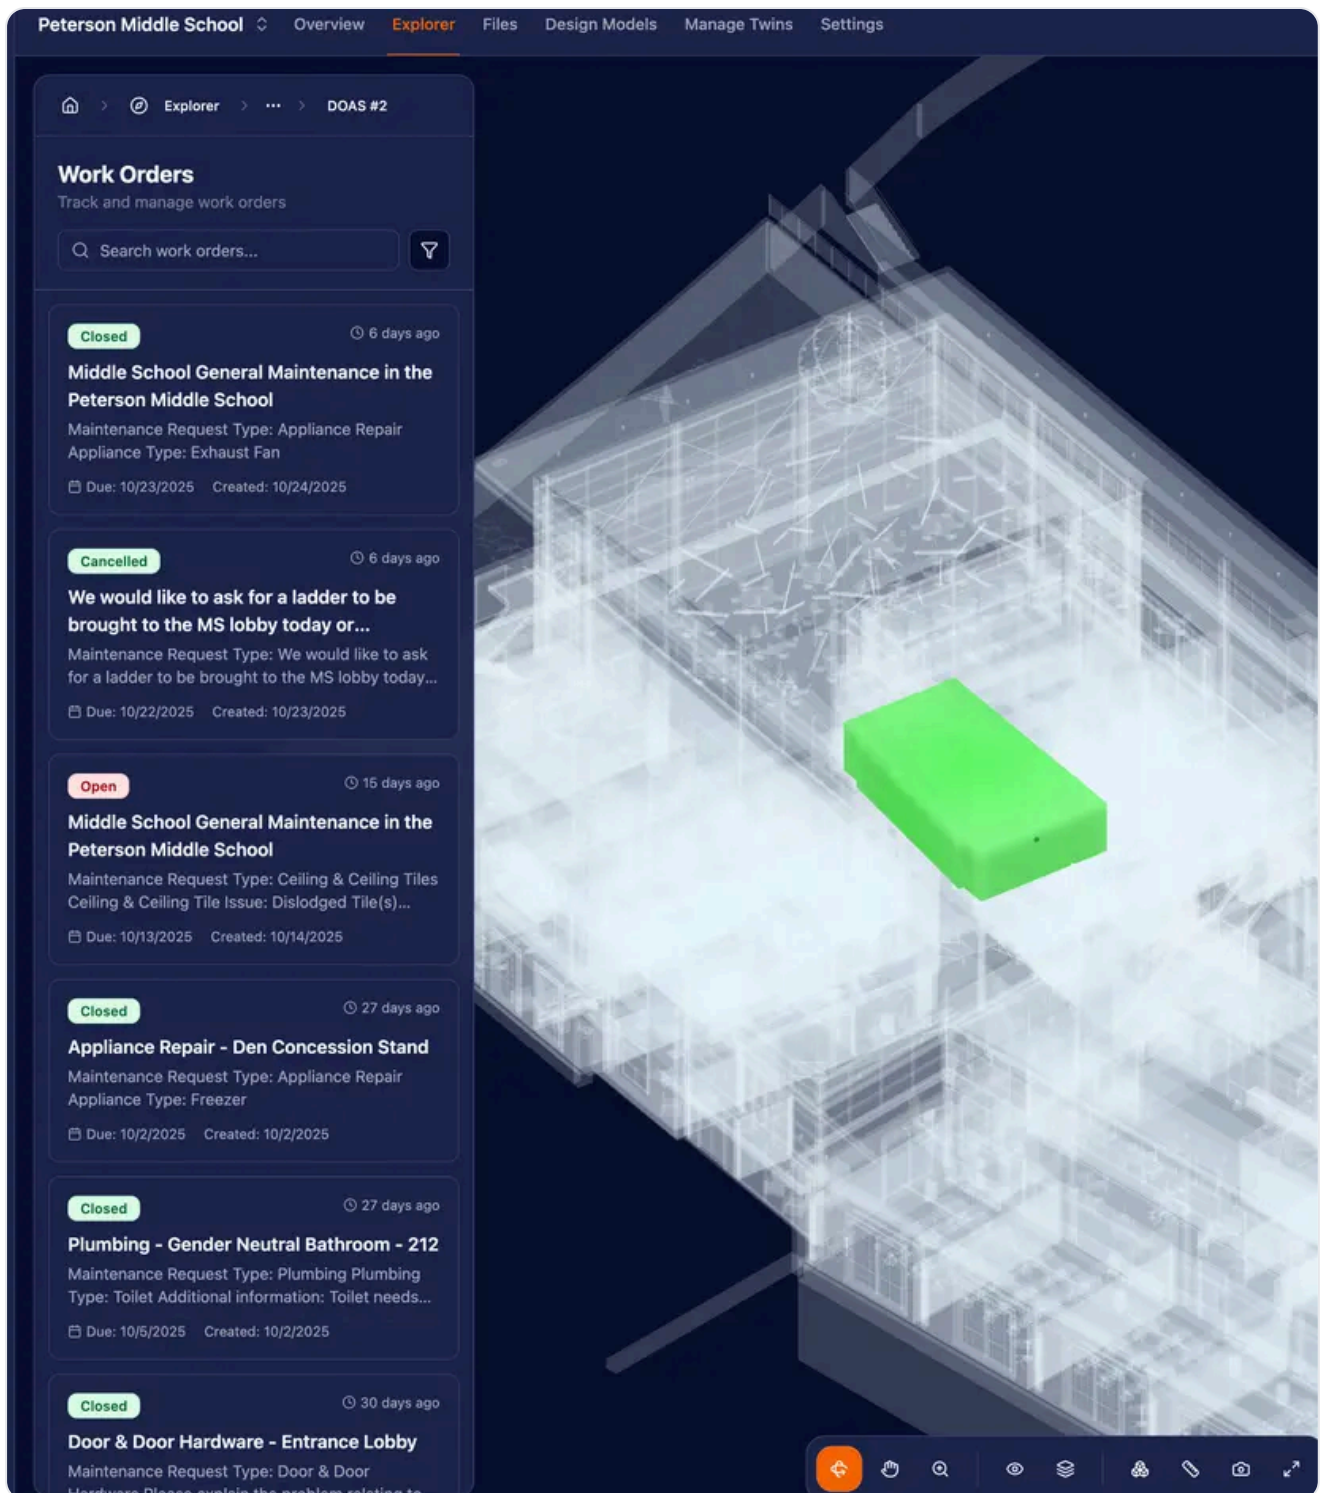 Peterson Middle School Overview Explorer Files Design Models Manage Twins Settings
Explorer ... DOAS #2
Work Orders
Track and manage work orders
Search work orders...
Closed 6 days ago
Middle School General Maintenance in the
Peterson Middle School
Maintenance Request Type: Appliance Repair
Appliance Type: Exhaust Fan
Due: 10/23/2025 Created: 10/24/2025
Cancelled 6 days ago
We would like to ask for a ladder to be
brought to the MS lobby today or...
Maintenance Request Type: We would like to ask
for a ladder to be brought to the MS lobby today...
Due: 10/22/2025 Created: 10/23/2025
Open 15 days ago
Middle School General Maintenance in the
Peterson Middle School
Maintenance Request Type: Ceiling & Ceiling Tiles
Ceiling & Ceiling Tile Issue: Dislodged Tile(s)...
Due: 10/13/2025 Created: 10/14/2025
Closed 27 days ago
Appliance Repair - Den Concession Stand
Maintenance Request Type: Appliance Repair
Appliance Type: Freezer
Due: 10/2/2025 Created: 10/2/2025
Closed 27 days ago
Plumbing - Gender Neutral Bathroom - 212
Maintenance Request Type: Plumbing Plumbing
Type: Toilet Additional information: Toilet needs...
Due: 10/5/2025 Created: 10/2/2025
Closed 30 days ago
Door & Door Hardware - Entrance Lobby
Maintenance Request Type: Door & Door
Hardware Please explain the problem relating to